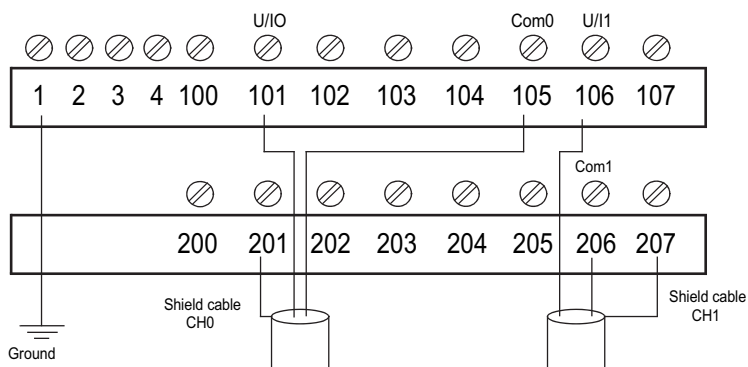 U/IO Com0 U/I1
1 2 3 4 100 101 102 103 104 105 106 107
Com1
200 201 202 203 204 205 206 207
Shield cable
CH0
Shield cable
CH1
Ground